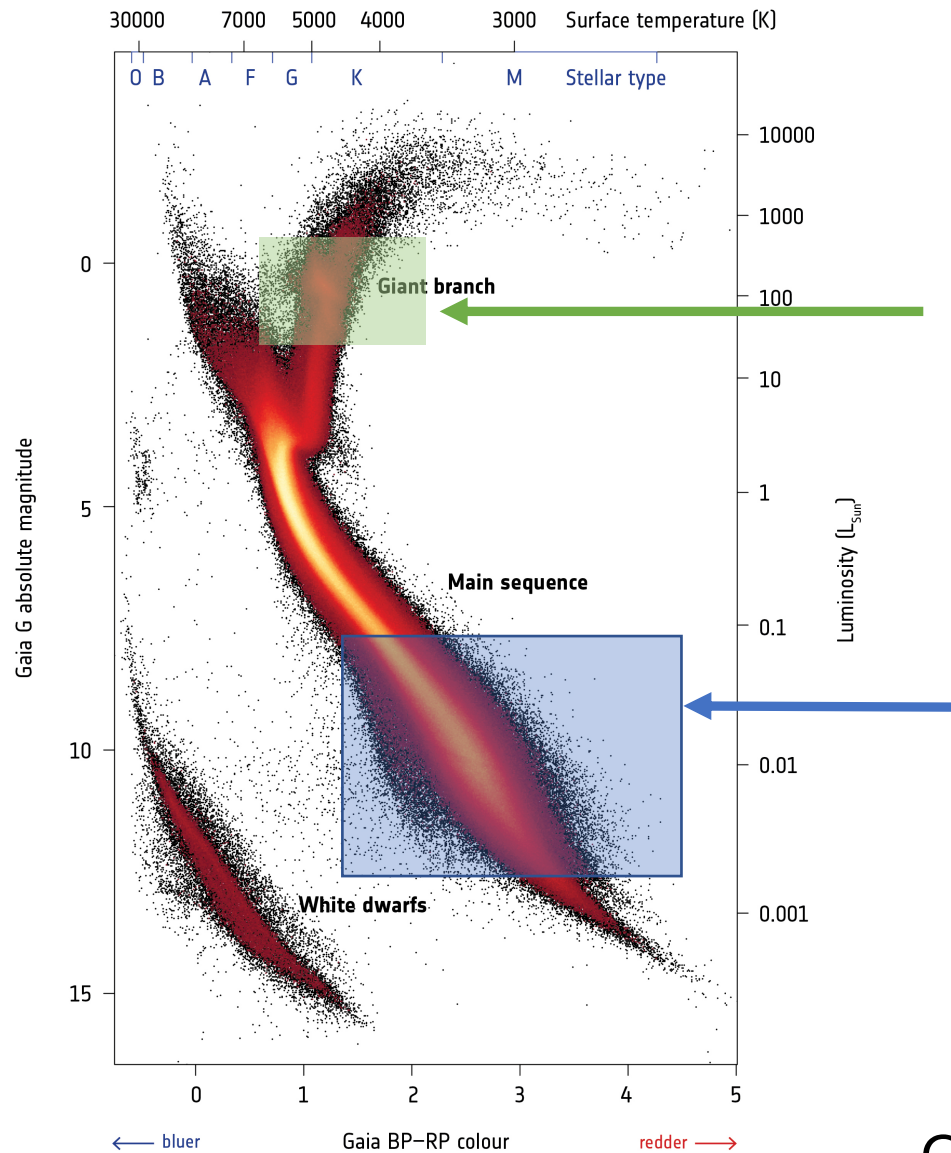 30000 7000 5000 4000 3000 Surface temperature (K)
O B A F G K M Stellar type
10000
1000
0
Giant branch
100
10
1
5
Main sequence
0.1
10
0.01
White dwarfs
0.001
15
Gaia G absolute magnitude
Luminosity (LSun)
0 1 2 3 4 5
← bluer Gaia BP–RP colour redder →